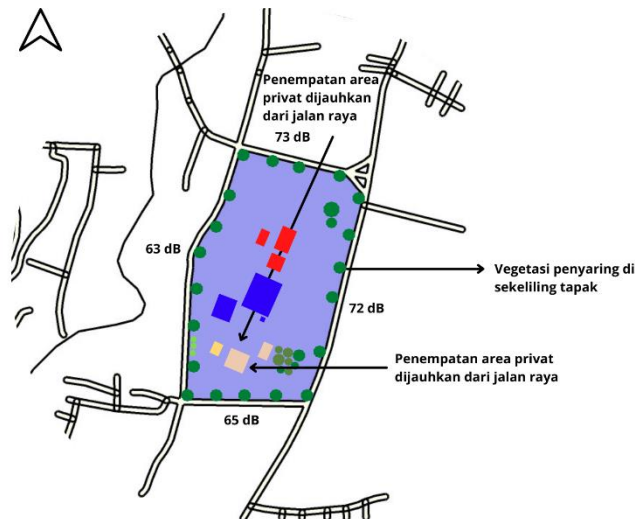 Penempatan area
privat dijauhkan
dari jalan raya
73 dB
63 dB
Vegetasi penyaring di
sekeliling tapak
72 dB
Penempatan area privat
dijauhkan dari jalan raya
65 dB